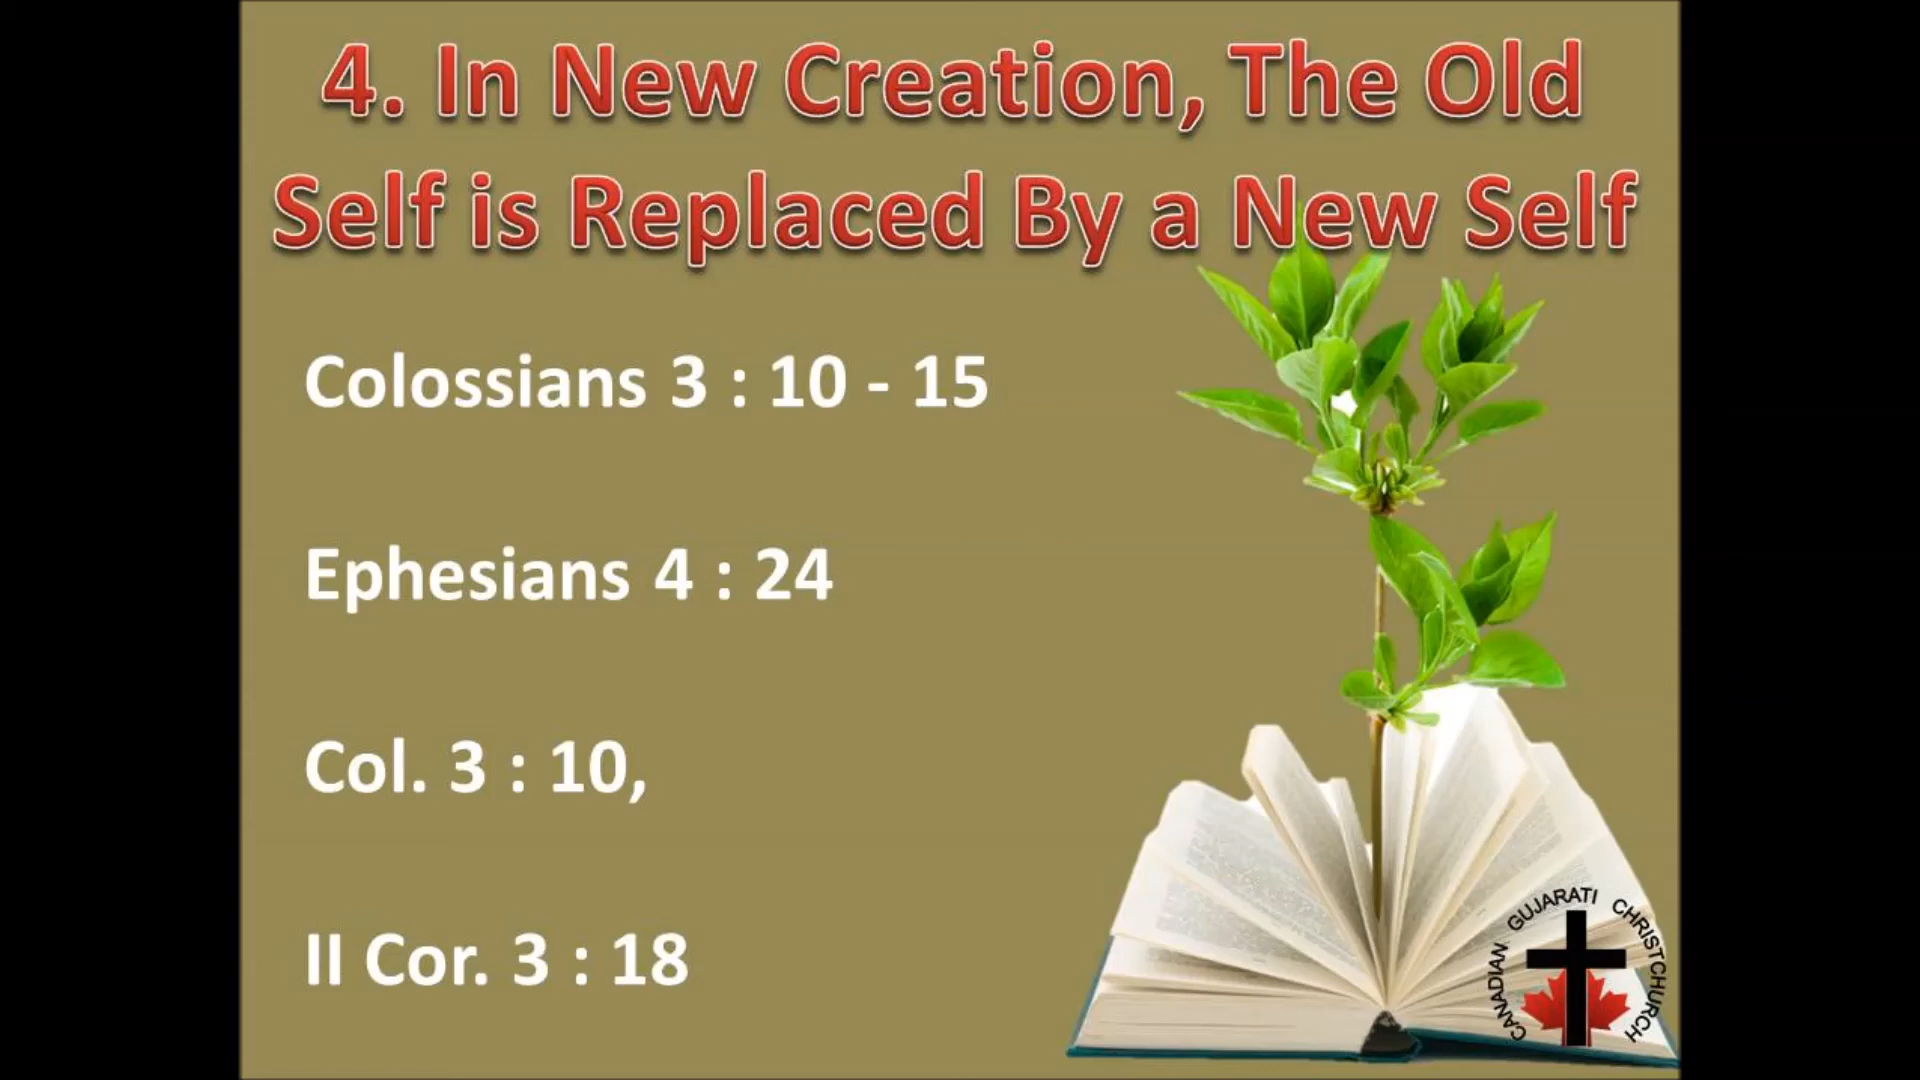 4. In New Creation, The Old
Self is Replaced By a New Self
Colossians 3 : 10 - 15
Ephesians 4 : 24
Col. 3 : 10,
II Cor. 3 : 18
CANADIAN GUJARATI CHRISTCHURCH